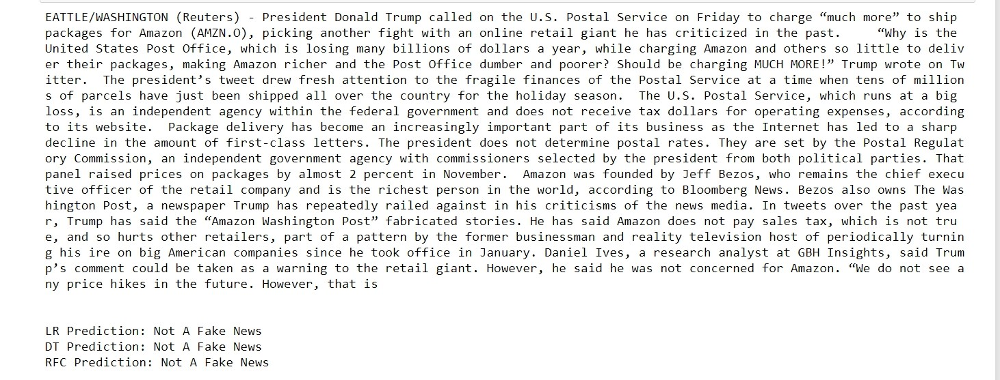 EATTLE/WASHINGTON (Reuters) - President Donald Trump called on the U.S. Postal Service on Friday to charge “much more” to ship
packages for Amazon (AMZN.O), picking another fight with an online retail giant he has criticized in the past.     “Why is the
United States Post Office, which is losing many billions of dollars a year, while charging Amazon and others so little to deliv
er their packages, making Amazon richer and the Post Office dumber and poorer? Should be charging MUCH MORE!” Trump wrote on Tw
itter.  The president’s tweet drew fresh attention to the fragile finances of the Postal Service at a time when tens of million
s of parcels have just been shipped all over the country for the holiday season.  The U.S. Postal Service, which runs at a big
loss, is an independent agency within the federal government and does not receive tax dollars for operating expenses, according
to its website.  Package delivery has become an increasingly important part of its business as the Internet has led to a sharp
decline in the amount of first-class letters. The president does not determine postal rates. They are set by the Postal Regulat
ory Commission, an independent government agency with commissioners selected by the president from both political parties. That
panel raised prices on packages by almost 2 percent in November.  Amazon was founded by Jeff Bezos, who remains the chief execu
tive officer of the retail company and is the richest person in the world, according to Bloomberg News. Bezos also owns The Was
hington Post, a newspaper Trump has repeatedly railed against in his criticisms of the news media. In tweets over the past yea
r, Trump has said the “Amazon Washington Post” fabricated stories. He has said Amazon does not pay sales tax, which is not tru
e, and so hurts other retailers, part of a pattern by the former businessman and reality television host of periodically turnin
g his ire on big American companies since he took office in January. Daniel Ives, a research analyst at GBH Insights, said Trum
p’s comment could be taken as a warning to the retail giant. However, he said he was not concerned for Amazon. “We do not see a
ny price hikes in the future. However, that is
LR Prediction: Not A Fake News
DT Prediction: Not A Fake News
RFC Prediction: Not A Fake News